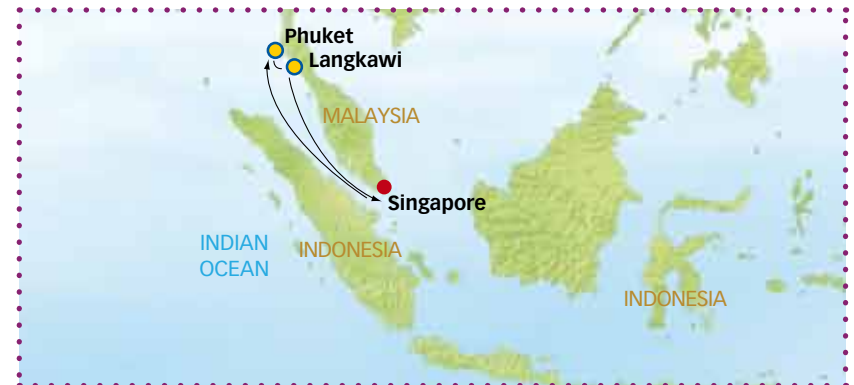 Phuket
Langkawi
MALAYSIA
Singapore
INDIAN
OCEAN
INDONESIA
INDONESIA